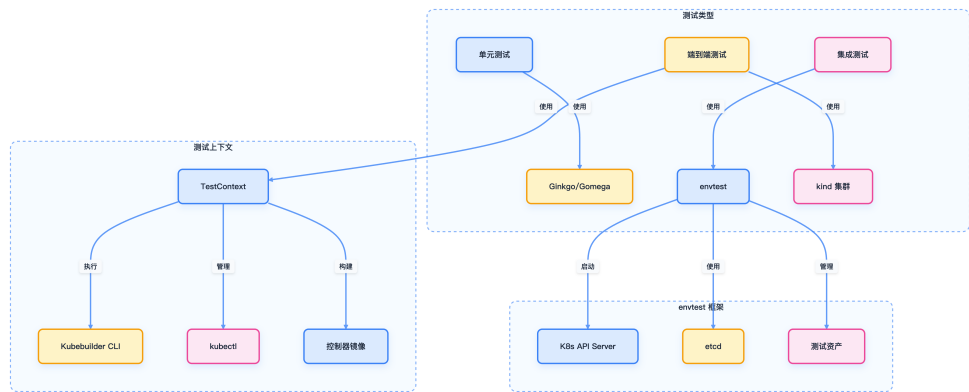 测试类型
单元测试
端到端测试
集成测试
使用
使用
使用
使用
测试上下文
TestContext
Ginkgo/Gomega
envtest
kind 集群
执行
管理
构建
启动
使用
管理
envtest 框架
Kubebuilder CLI
kubectl
控制器镜像
K8s API Server
etcd
测试资产